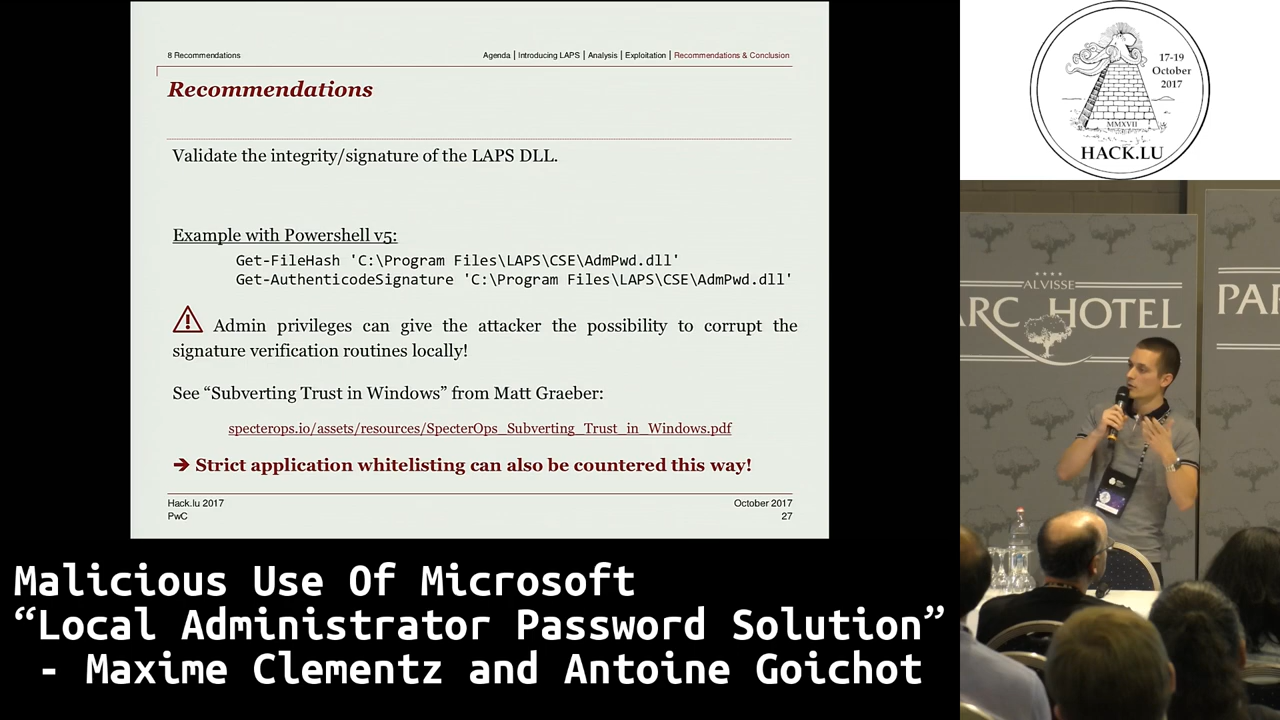 8 Recommendations
Agenda | Introducing LAPS | Analysis | Exploitation | Recommendations & Conclusion
Recommendations
Validate the integrity/signature of the LAPS DLL.
Example with Powershell v5:
Get-FileHash 'C:\Program Files\LAPS\CSE\AdmPwd.dll'
Get-AuthenticodeSignature 'C:\Program Files\LAPS\CSE\AdmPwd.dll'
Admin privileges can give the attacker the possibility to corrupt the
signature verification routines locally!
See “Subverting Trust in Windows” from Matt Graeber:
specterops.io/assets/resources/SpecterOps_Subverting_Trust_in_Windows.pdf
➔ Strict application whitelisting can also be countered this way!
Hack.lu 2017
October 2017
PwC
27
17-19
October
2017
MMXVII
HACK.LU
ALVISSE
ARC HOTEL
PAR
Malicious Use Of Microsoft
“Local Administrator Password Solution”
- Maxime Clementz and Antoine Goichot